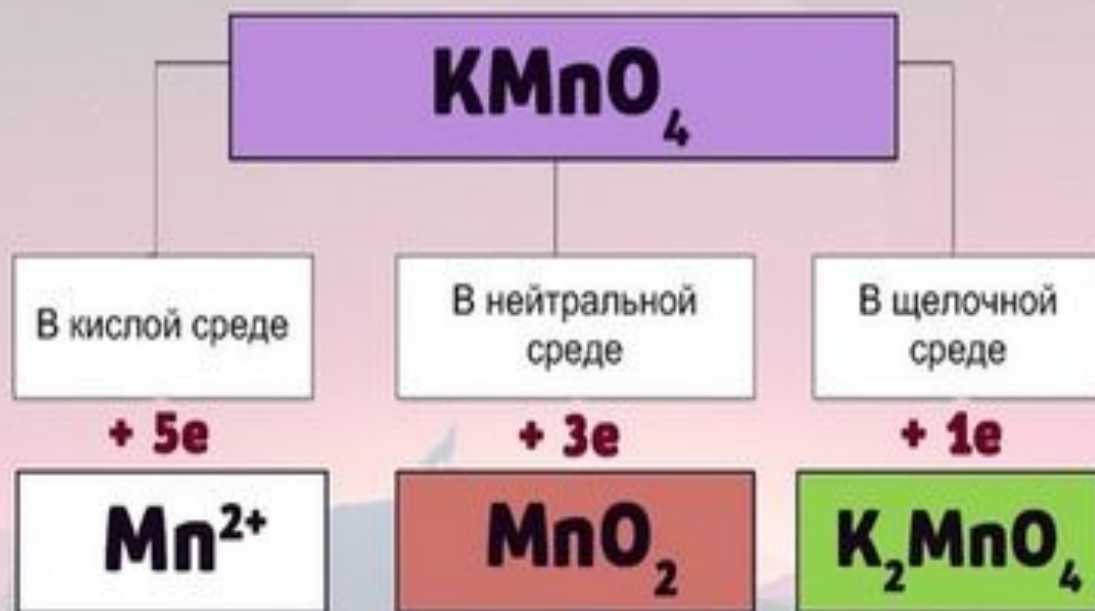 KMnO₄
В кислой среде
В нейтральной
среде
В щелочной
среде
+ 5e
+ 3e
+ 1e
Mn²⁺
MnO₂
K₂MnO₄